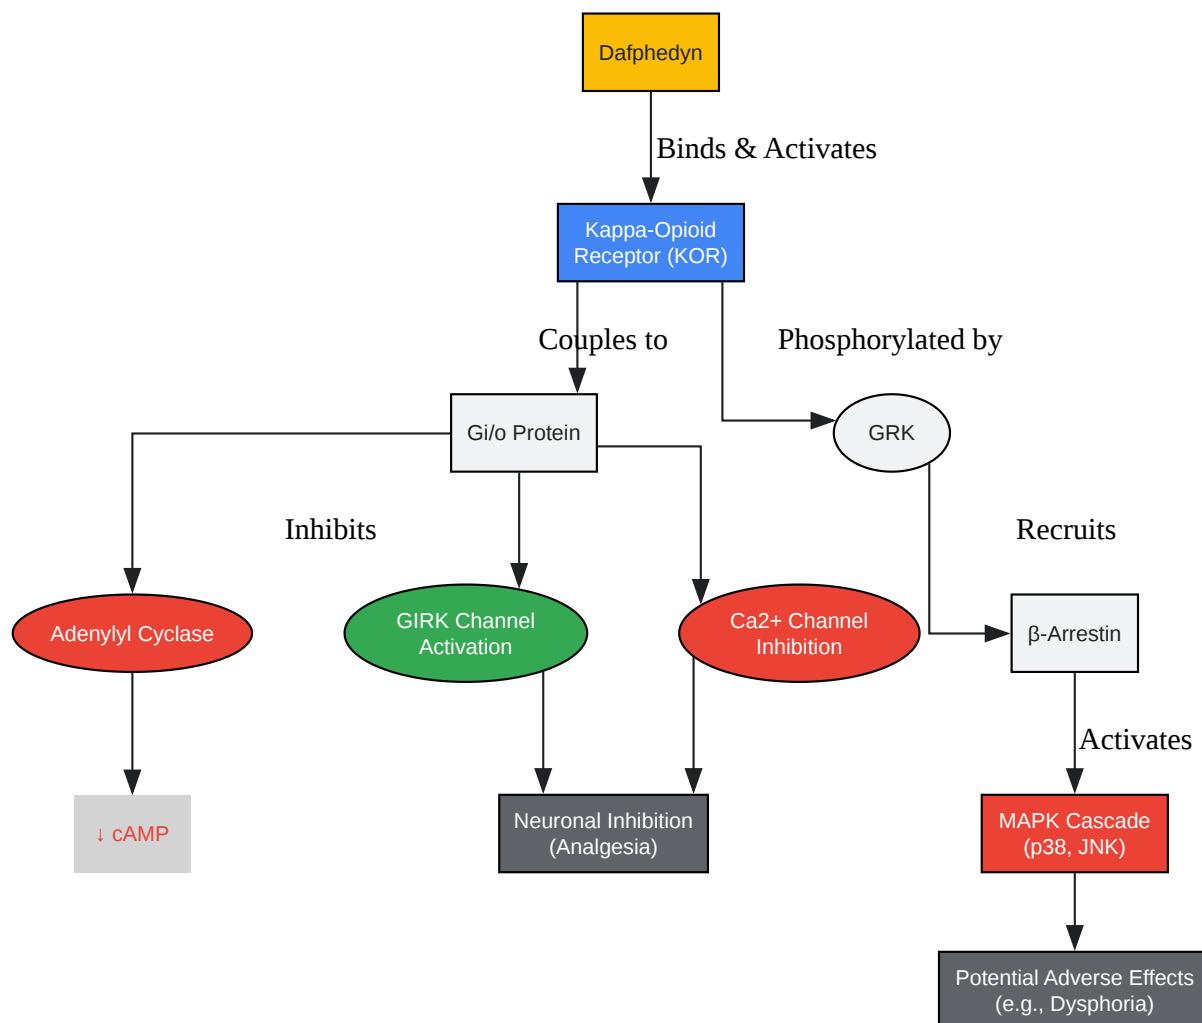 Dafphedyn
Binds & Activates
Kappa-Opioid
Receptor (KOR)
Couples to
Phosphorylated by
Gi/o Protein
GRK
Inhibits
Recruits
Adenylyl Cyclase
GIRK Channel
Activation
Ca2+ Channel
Inhibition
β-Arrestin
Activates
↓ cAMP
Neuronal Inhibition
(Analgesia)
MAPK Cascade
(p38, JNK)
Potential Adverse Effects
(e.g., Dysphoria)